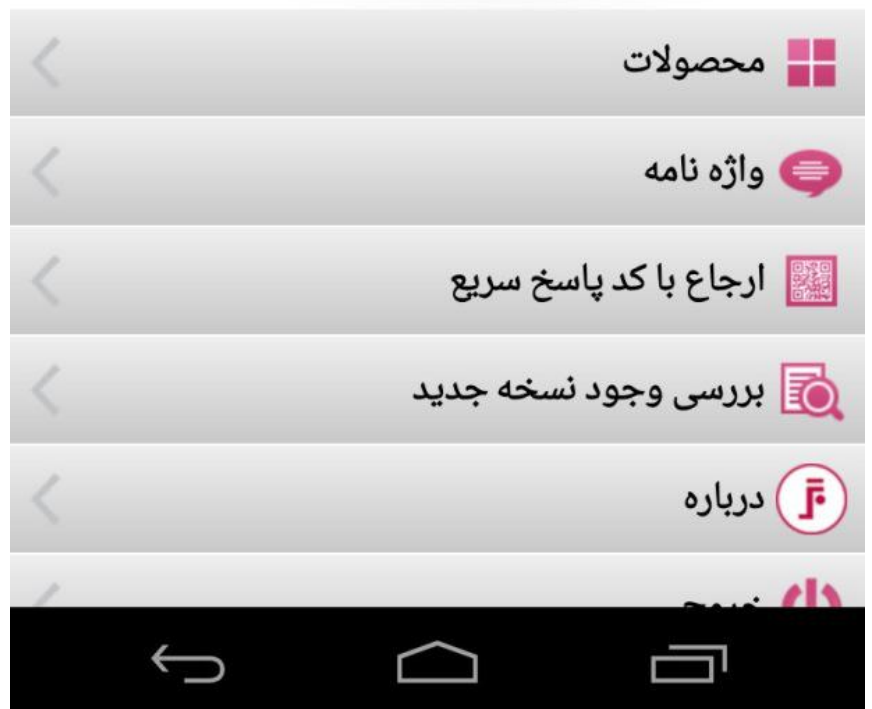 محصولات
واژه نامه
ارجاع با کد پاسخ سریع
بررسی وجود نسخه جدید
درباره